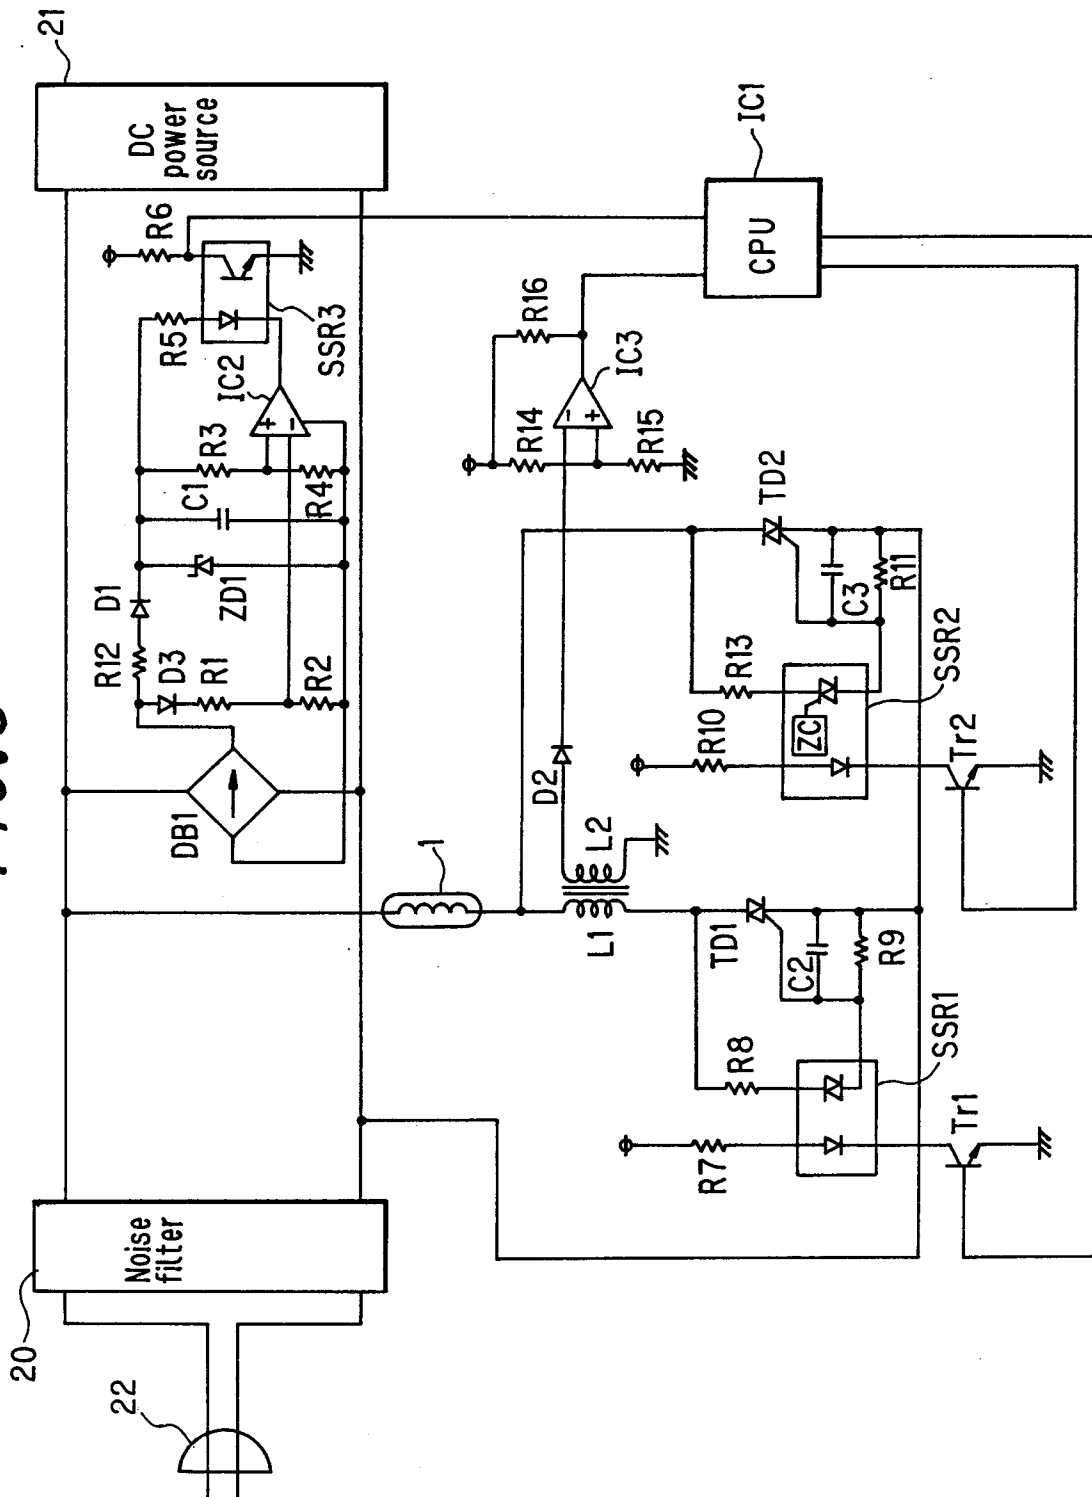 20
22
Noise
filter
21
DC
power
source
DB1
R12
D1
D3
R1
R2
ZD1
C1
R3
R4
+
-
IC2
R5
SSR3
R6
1
L1
L2
D2
R14
R15
-
+
IC3
R16
CPU
IC1
TD1
C2
R9
R8
R7
SSR1
Tr1
TD2
C3
R11
R13
R10
ZC
SSR2
Tr2